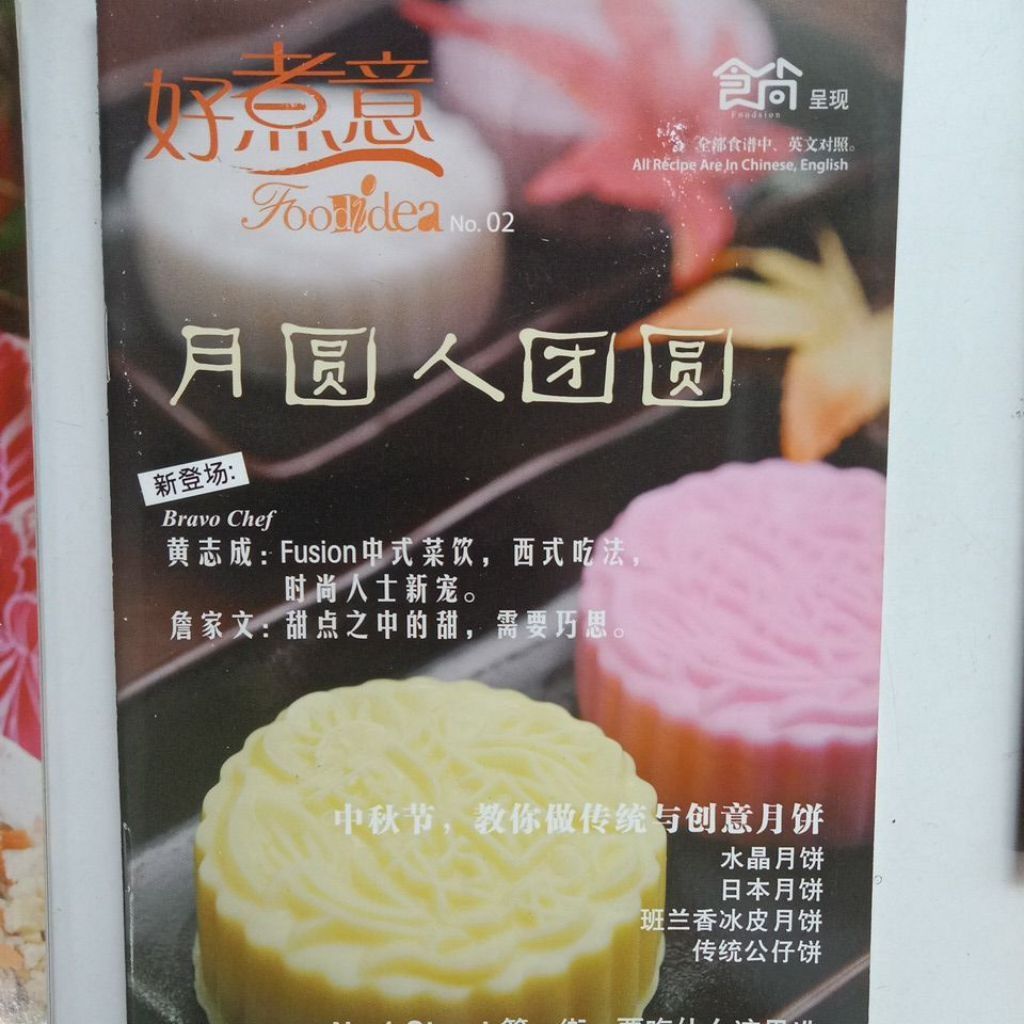 好煮意
Foodidea No. 02
食尚 呈现
Foodsion
全部食谱中、英文对照。
All Recipe Are In Chinese, English
月圆人团圆
新登场:
Bravo Chef
黄志成：Fusion中式菜饮，西式吃法，
时尚人士新宠。
詹家文：甜点之中的甜，需要巧思。
中秋节，教你做传统与创意月饼
水晶月饼
日本月饼
班兰香冰皮月饼
传统公仔饼